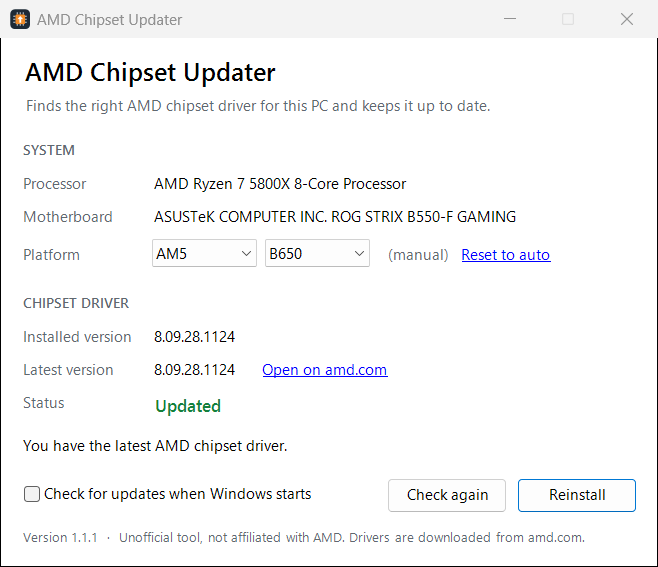 AMD Chipset Updater
AMD Chipset Updater
Finds the right AMD chipset driver for this PC and keeps it up to date.
SYSTEM
Processor AMD Ryzen 7 5800X 8-Core Processor
Motherboard ASUSTeK COMPUTER INC. ROG STRIX B550-F GAMING
Platform AM5 B650 (manual) Reset to auto
CHIPSET DRIVER
Installed version 8.09.28.1124
Latest version 8.09.28.1124 Open on amd.com
Status Updated
You have the latest AMD chipset driver.
Check for updates when Windows starts Check again Reinstall
Version 1.1.1 · Unofficial tool, not affiliated with AMD. Drivers are downloaded from amd.com.